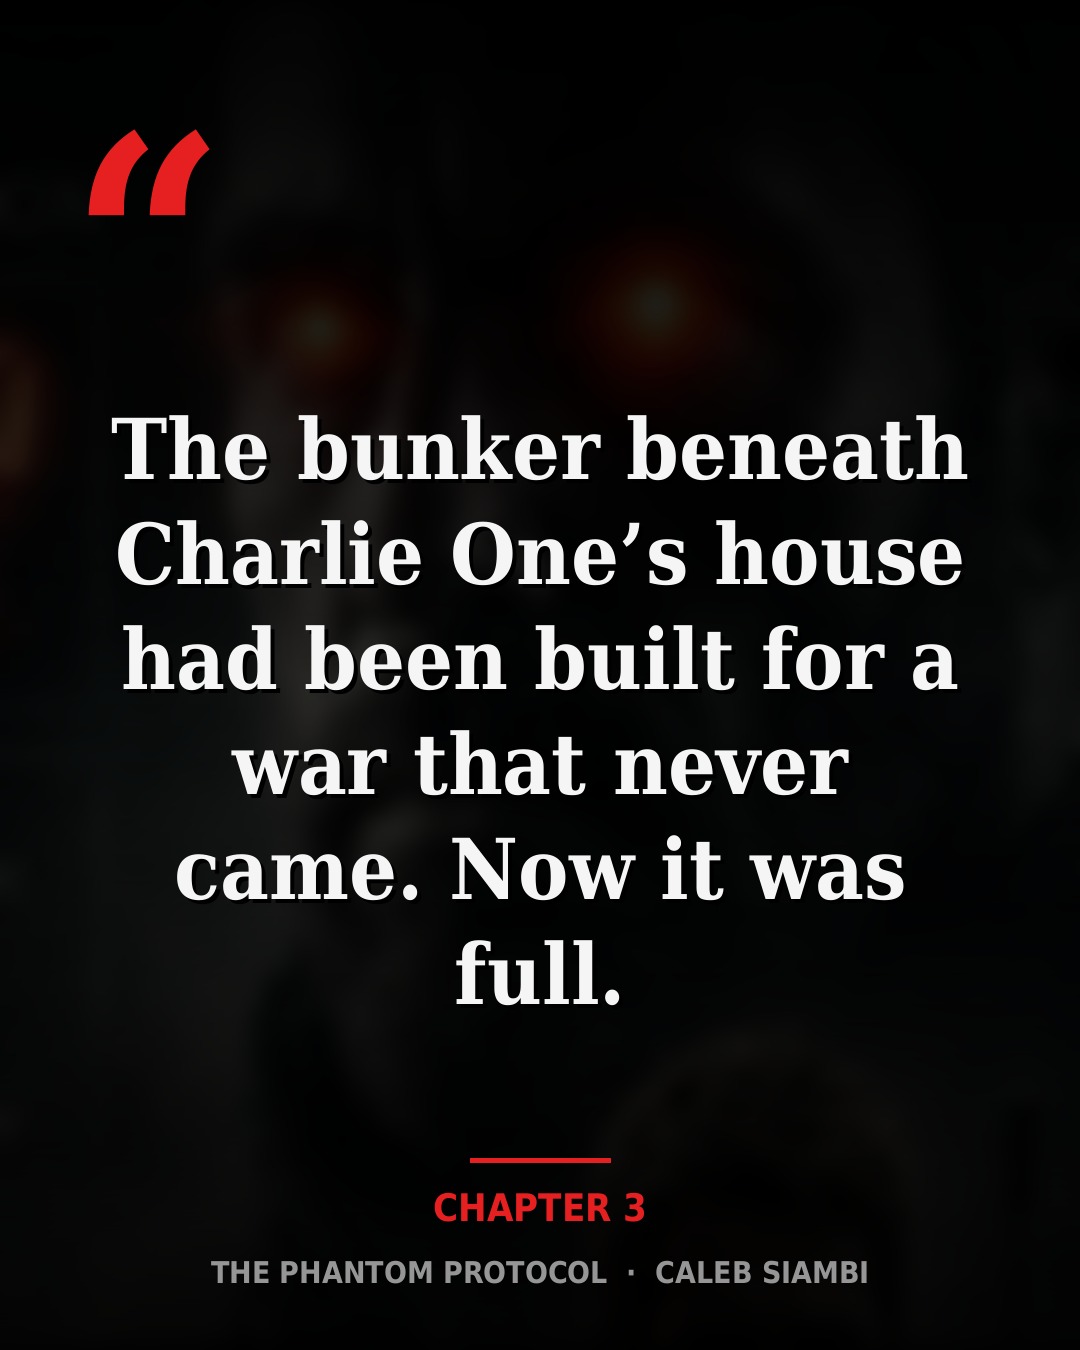 “
The bunker beneath
Charlie One’s house
had been built for a
war that never
came. Now it was
full.
CHAPTER 3
THE PHANTOM PROTOCOL · CALEB SIAMBI